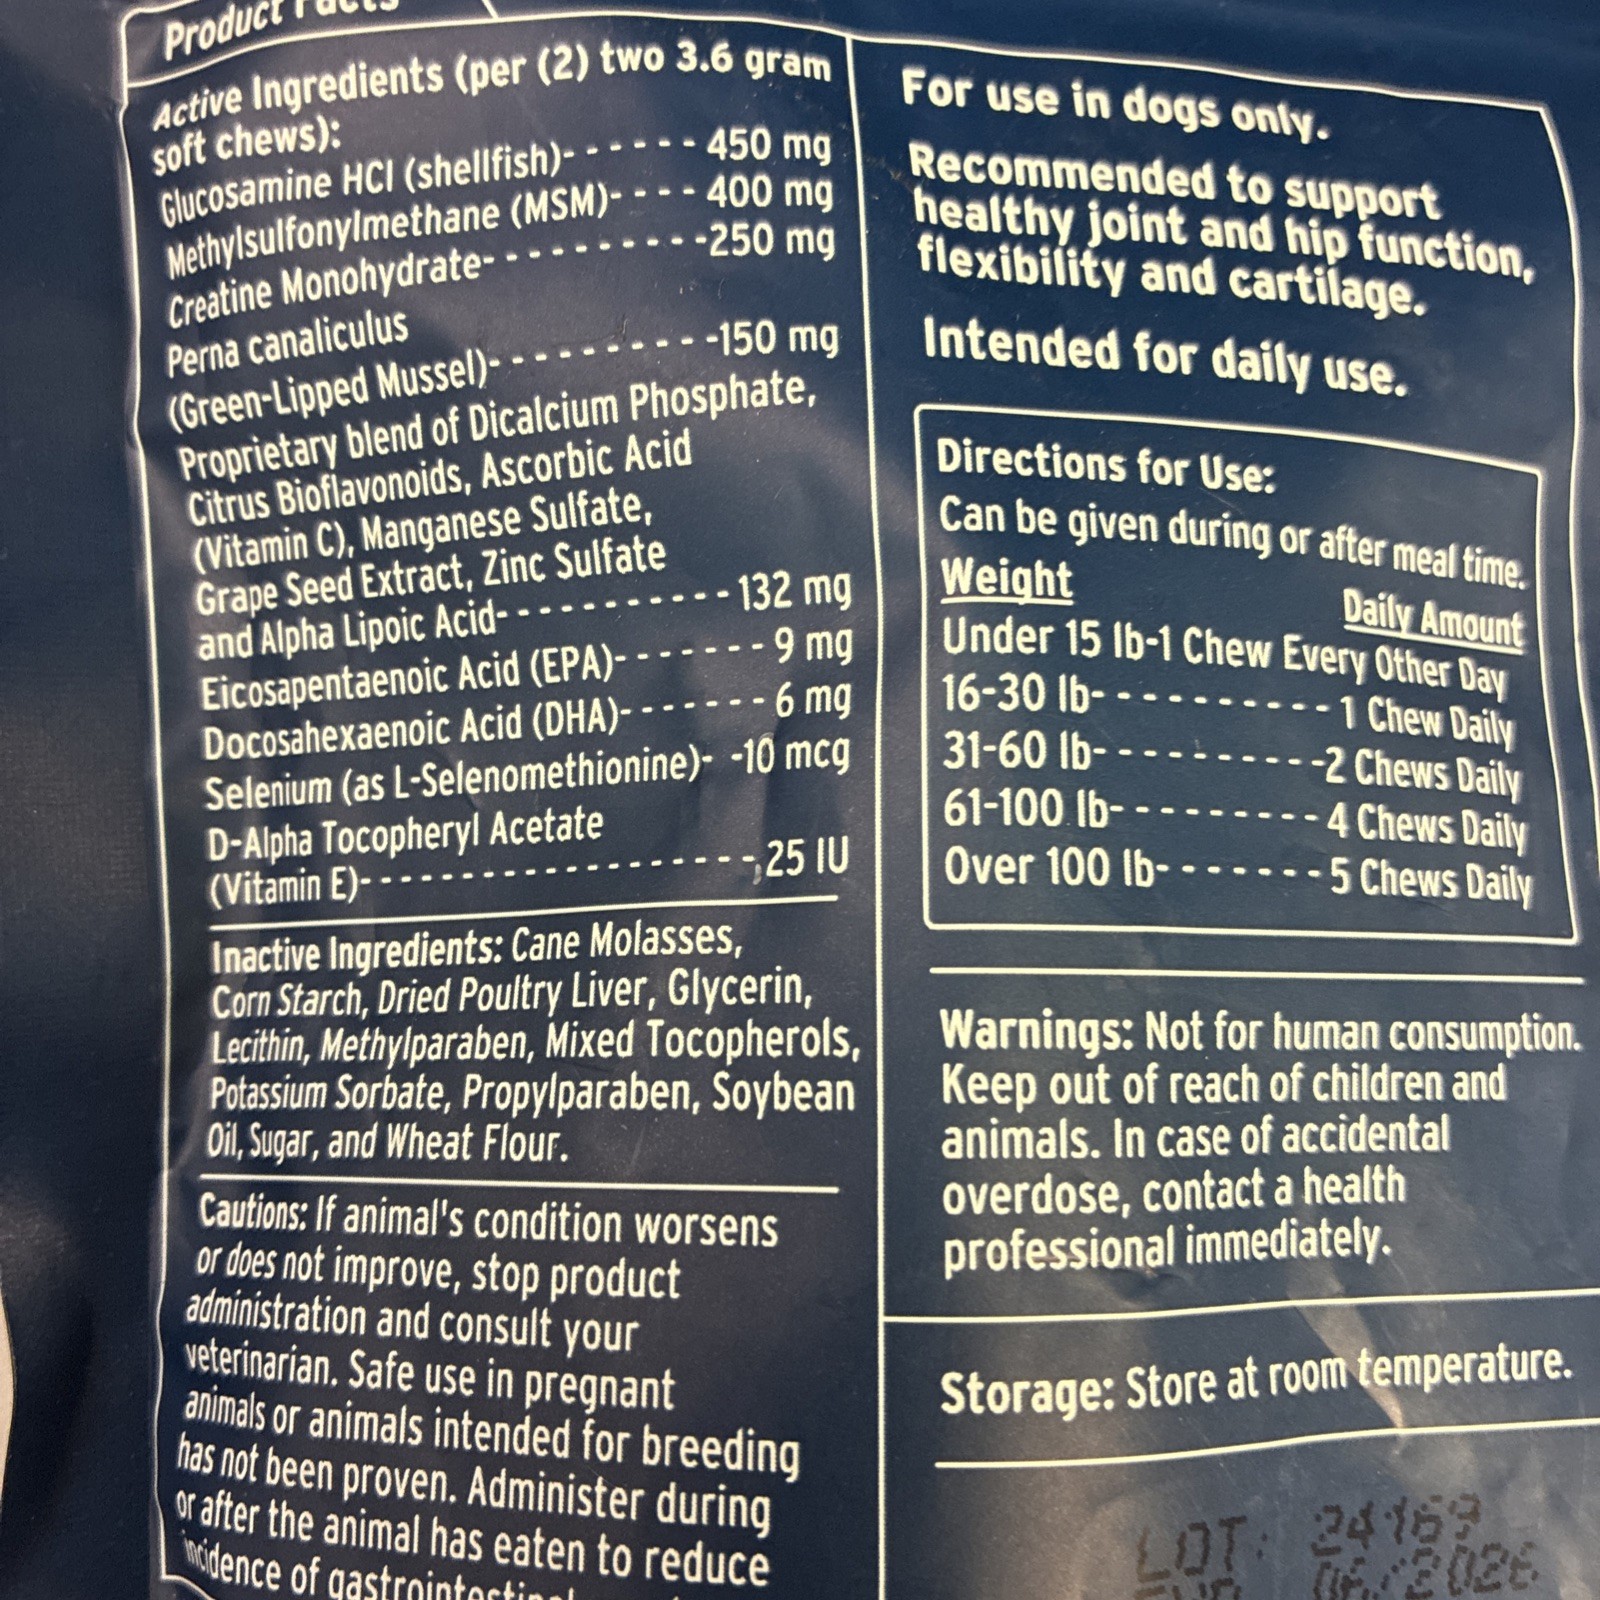 Product Facts
Active Ingredients (per (2) two 3.6 gram
soft chews):
Glucosamine HCl (shellfish)- - - - - - - 450 mg
Methylsulfonylmethane (MSM)- - - - - 400 mg
Creatine Monohydrate- - - - - - - - - -250 mg
Perna canaliculus
(Green-Lipped Mussel)- - - - - - - - - - -150 mg
Proprietary blend of Dicalcium Phosphate,
Citrus Bioflavonoids, Ascorbic Acid
(Vitamin C), Manganese Sulfate,
Grape Seed Extract, Zinc Sulfate
and Alpha Lipoic Acid- - - - - - - - - - - - 132 mg
Eicosapentaenoic Acid (EPA)- - - - - - - - 9 mg
Docosahexaenoic Acid (DHA)- - - - - - - - 6 mg
Selenium (as L-Selenomethionine)- -10 mcg
D-Alpha Tocopheryl Acetate
(Vitamin E)- - - - - - - - - - - - - - - - - - - 25 IU
Inactive Ingredients: Cane Molasses,
Corn Starch, Dried Poultry Liver, Glycerin,
Lecithin, Methylparaben, Mixed Tocopherols,
Potassium Sorbate, Propylparaben, Soybean
Oil, Sugar, and Wheat Flour.
Cautions: If animal's condition worsens
or does not improve, stop product
administration and consult your
veterinarian. Safe use in pregnant
animals or animals intended for breeding
has not been proven. Administer during
or after the animal has eaten to reduce
incidence of gastrointestinal
For use in dogs only.
Recommended to support
healthy joint and hip function,
flexibility and cartilage.
Intended for daily use.
Directions for Use:
Can be given during or after meal time.
Weight Daily Amount
Under 15 lb-1 Chew Every Other Day
16-30 lb- - - - - - - - - - - 1 Chew Daily
31-60 lb- - - - - - - - - - -2 Chews Daily
61-100 lb- - - - - - - - - - 4 Chews Daily
Over 100 lb- - - - - - - - 5 Chews Daily
Warnings: Not for human consumption.
Keep out of reach of children and
animals. In case of accidental
overdose, contact a health
professional immediately.
Storage: Store at room temperature.
LOT: 24169
06/2026